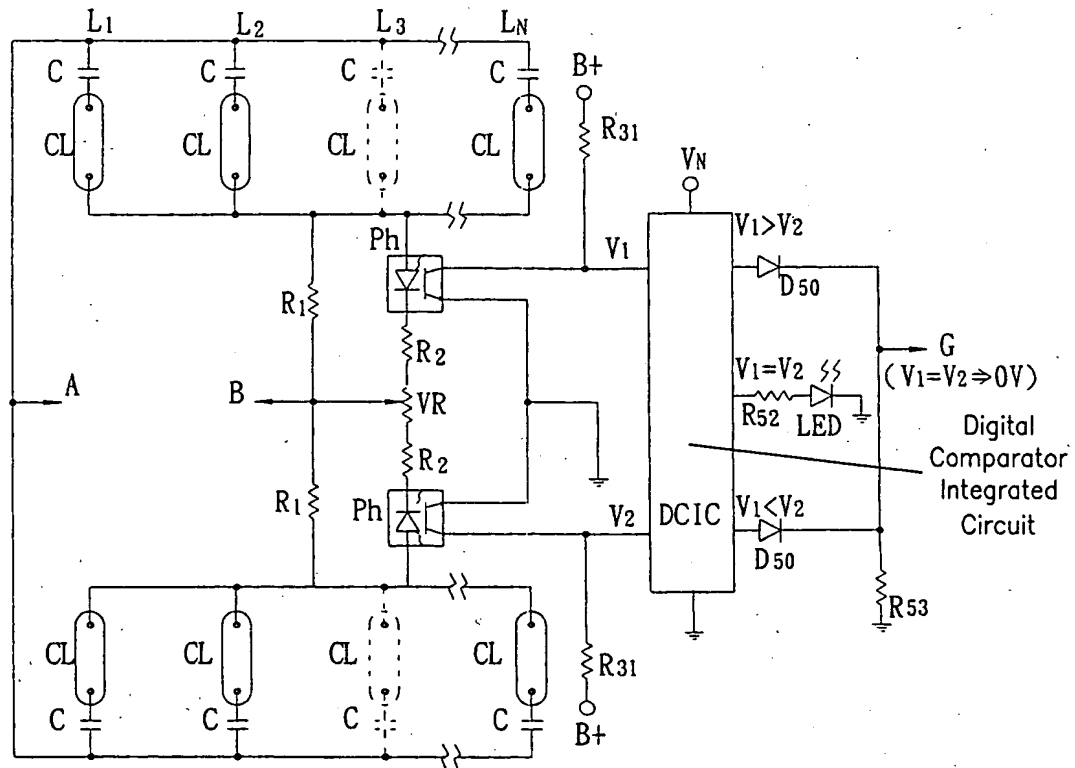 L1 L2 L3 LN
C C C C B+
R31
CL CL CL CL
VN
Ph V1 V1>V2
D50
R1
R2
G
A B VR V1=V2 (V1=V2⇒0V)
R52 LED
Digital
Comparator
Integrated
Circuit
R2
R1 Ph V2 DCIC V1<V2
D50
R53
CL CL CL CL R31
C C C C
B+